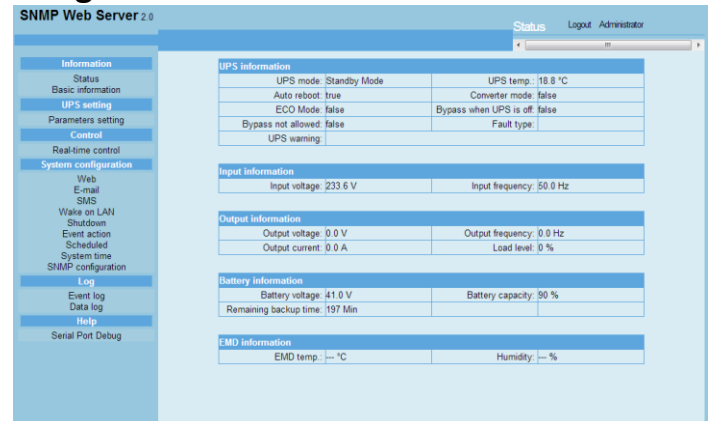 SNMP Web Server 2.0
Status Logout Administrator
Information
Status
Basic information
UPS setting
Parameters setting
Control
Real-time control
System configuration
Web
E-mail
SMS
Wake on LAN
Shutdown
Event action
Scheduled
System time
SNMP configuration
Log
Event log
Data log
Help
Serial Port Debug
UPS information
UPS mode: Standby Mode UPS temp.: 18.8 °C
Auto reboot: true Converter mode: false
ECO Mode: false Bypass when UPS is off: false
Bypass not allowed: false Fault type:
UPS warning:
Input information
Input voltage: 233.6 V Input frequency: 50.0 Hz
Output information
Output voltage: 0.0 V Output frequency: 0.0 Hz
Output current: 0.0 A Load level: 0 %
Battery information
Battery voltage: 41.0 V Battery capacity: 90 %
Remaining backup time: 197 Min
EMD information
EMD temp.: --- °C Humidity: --- %